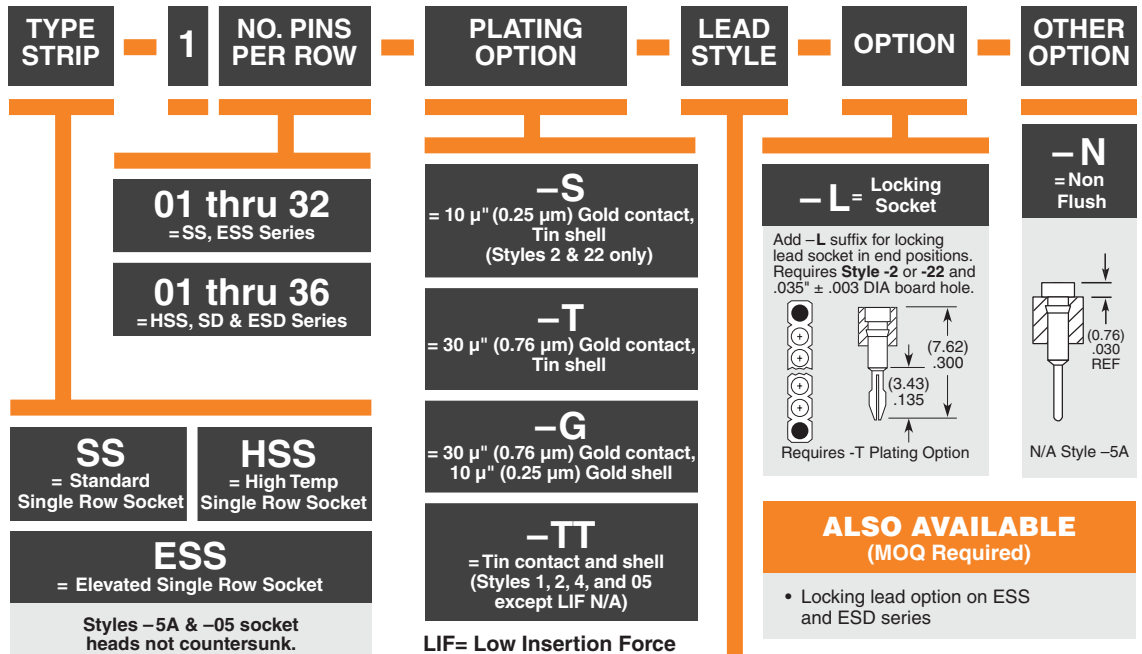 TYPE
STRIP
1
NO. PINS
PER ROW
PLATING
OPTION
LEAD
STYLE
OPTION
OTHER
OPTION
01 thru 32
=SS, ESS Series
01 thru 36
=HSS, SD & ESD Series
SS
= Standard
Single Row Socket
HSS
= High Temp
Single Row Socket
ESS
= Elevated Single Row Socket
Styles –5A & –05 socket
heads not countersunk.
–S
= 10 µ" (0.25 µm) Gold contact,
Tin shell
(Styles 2 & 22 only)
–T
= 30 µ" (0.76 µm) Gold contact,
Tin shell
–G
= 30 µ" (0.76 µm) Gold contact,
10 µ" (0.25 µm) Gold shell
–TT
= Tin contact and shell
(Styles 1, 2, 4, and 05
except LIF N/A)
LIF= Low Insertion Force
–L= Locking
Socket
Add –L suffix for locking
lead socket in end positions.
Requires Style -2 or -22 and
.035" ± .003 DIA board hole.
(7.62)
.300
(3.43)
.135
Requires -T Plating Option
–N
= Non
Flush
(0.76)
.030
REF
N/A Style –5A
ALSO AVAILABLE
(MOQ Required)
• Locking lead option on ESS
and ESD series